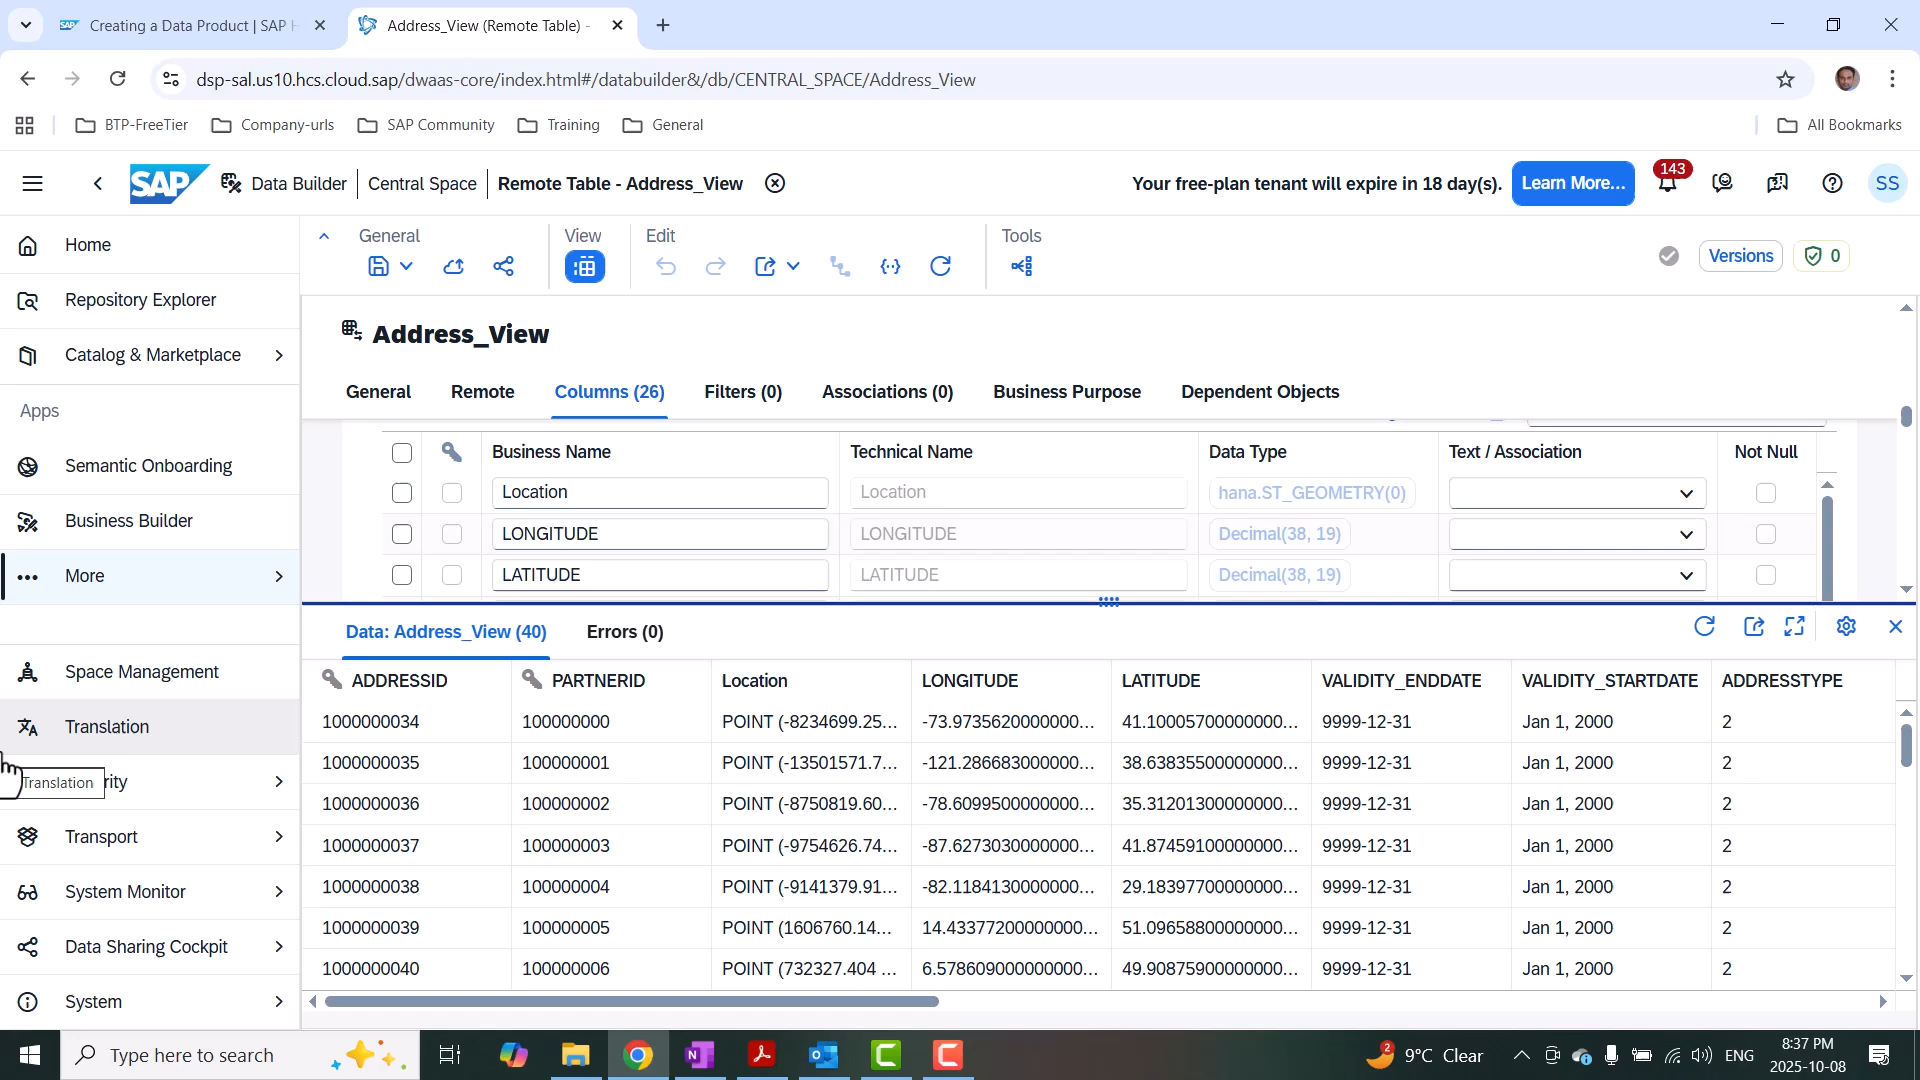 Creating a Data Product | SAP H
Address_View (Remote Table) -
dsp-sal.us10.hcs.cloud.sap/dwaas-core/index.html#/databuilder&/db/CENTRAL_SPACE/Address_View
BTP-FreeTier
Company-urls
SAP Community
Training
General
All Bookmarks
SAP
Data Builder
Central Space
Remote Table - Address_View
Your free-plan tenant will expire in 18 day(s).
Learn More...
143
SS
Home
Repository Explorer
Catalog & Marketplace
Apps
Semantic Onboarding
Business Builder
More
Space Management
Translation
Translation
rity
Transport
System Monitor
Data Sharing Cockpit
System
General
View
Edit
Tools
Versions
0
Address_View
General
Remote
Columns (26)
Filters (0)
Associations (0)
Business Purpose
Dependent Objects
Business Name Technical Name Data Type Text / Association Not Null
Location Location hana.ST_GEOMETRY(0)
LONGITUDE LONGITUDE Decimal(38, 19)
LATITUDE LATITUDE Decimal(38, 19)
Data: Address_View (40)
Errors (0)
ADDRESSID PARTNERID Location LONGITUDE LATITUDE VALIDITY_ENDDATE VALIDITY_STARTDATE ADDRESSTYPE
1000000034 100000000 POINT (-8234699.25... -73.9735620000000... 41.10005700000000... 9999-12-31 Jan 1, 2000 2
1000000035 100000001 POINT (-13501571.7... -121.286683000000... 38.63835500000000... 9999-12-31 Jan 1, 2000 2
1000000036 100000002 POINT (-8750819.60... -78.6099500000000... 35.31201300000000... 9999-12-31 Jan 1, 2000 2
1000000037 100000003 POINT (-9754626.74... -87.6273030000000... 41.87459100000000... 9999-12-31 Jan 1, 2000 2
1000000038 100000004 POINT (-9141379.91... -82.1184130000000... 29.18397700000000... 9999-12-31 Jan 1, 2000 2
1000000039 100000005 POINT (1606760.14... 14.43377200000000... 51.09658800000000... 9999-12-31 Jan 1, 2000 2
1000000040 100000006 POINT (732327.404 ... 6.578609000000000... 49.90875900000000... 9999-12-31 Jan 1, 2000 2
Type here to search
2
9°C Clear
ENG
8:37 PM
2025-10-08